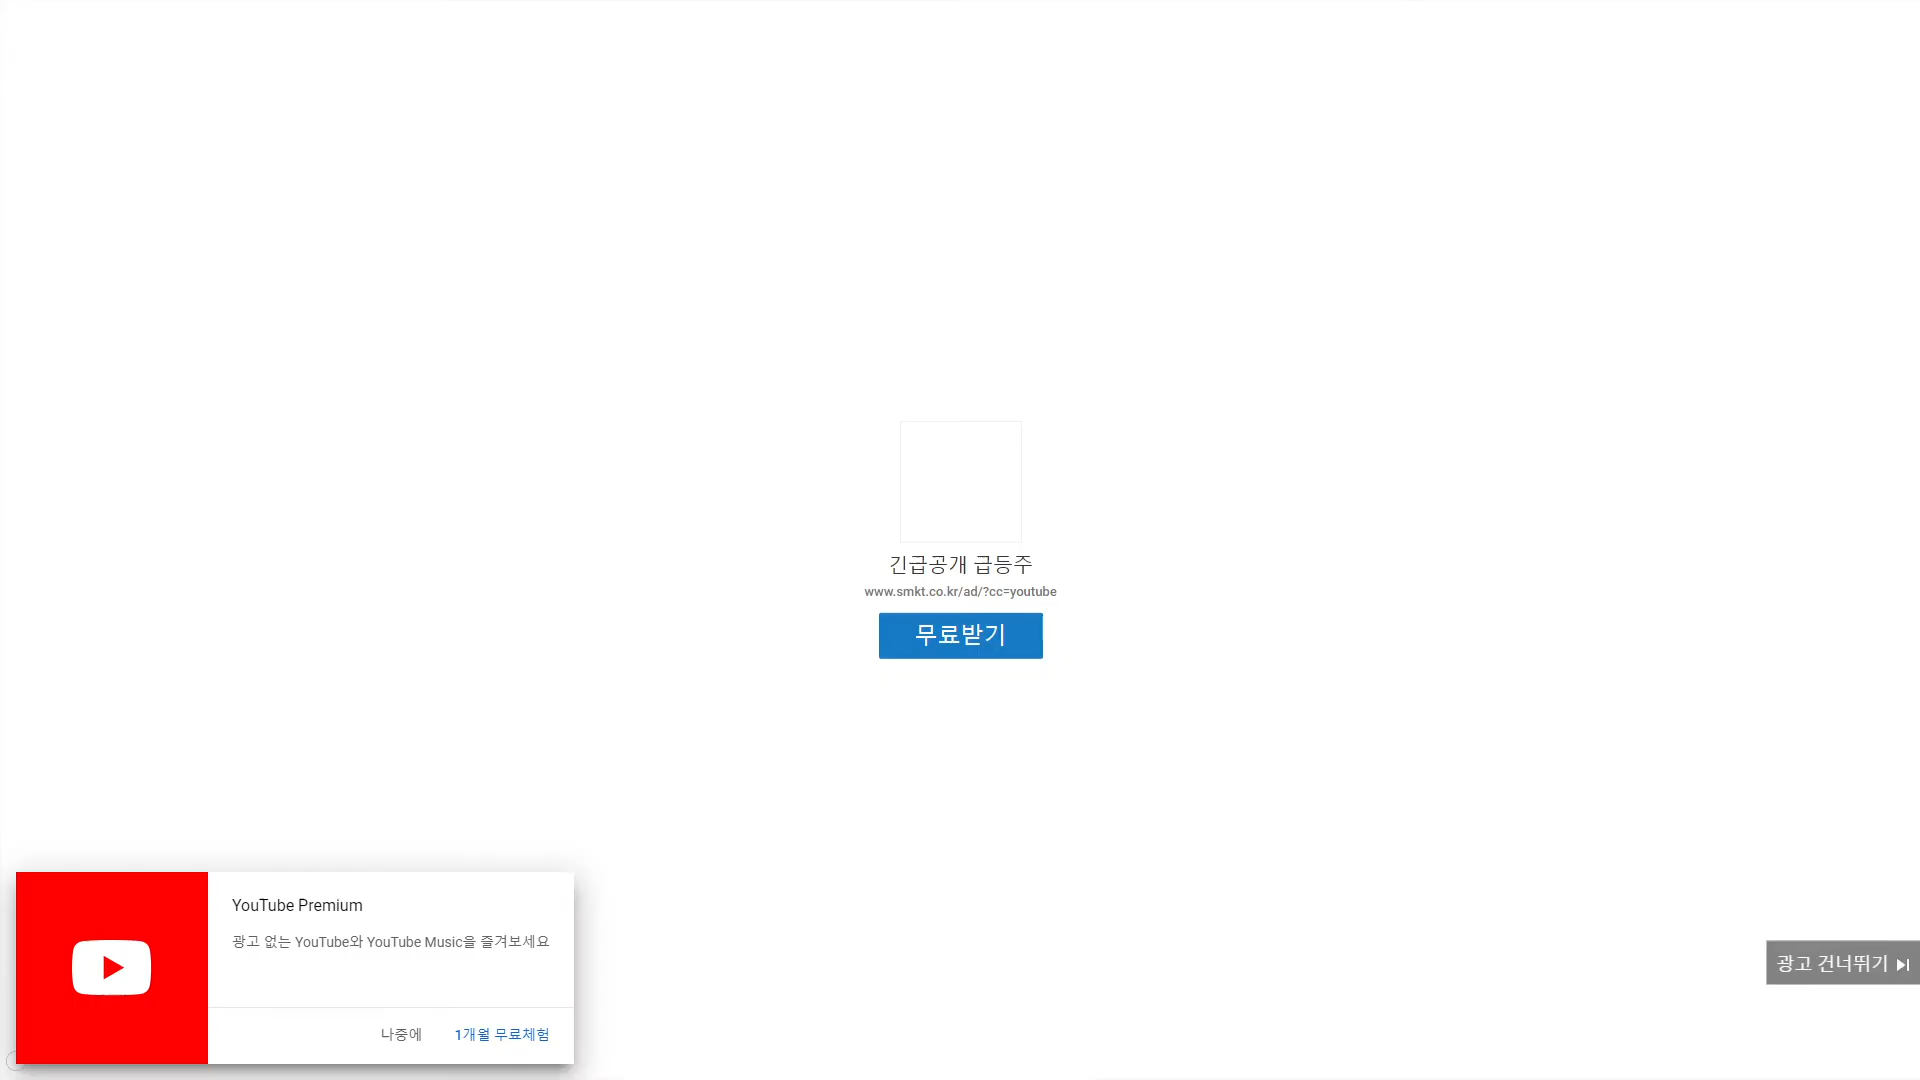 긴급공개 급등주
www.smkt.co.kr/ad/?cc=youtube
무료받기
YouTube Premium
광고 없는 YouTube와 YouTube Music을 즐겨보세요
나중에 1개월 무료체험
광고 건너뛰기